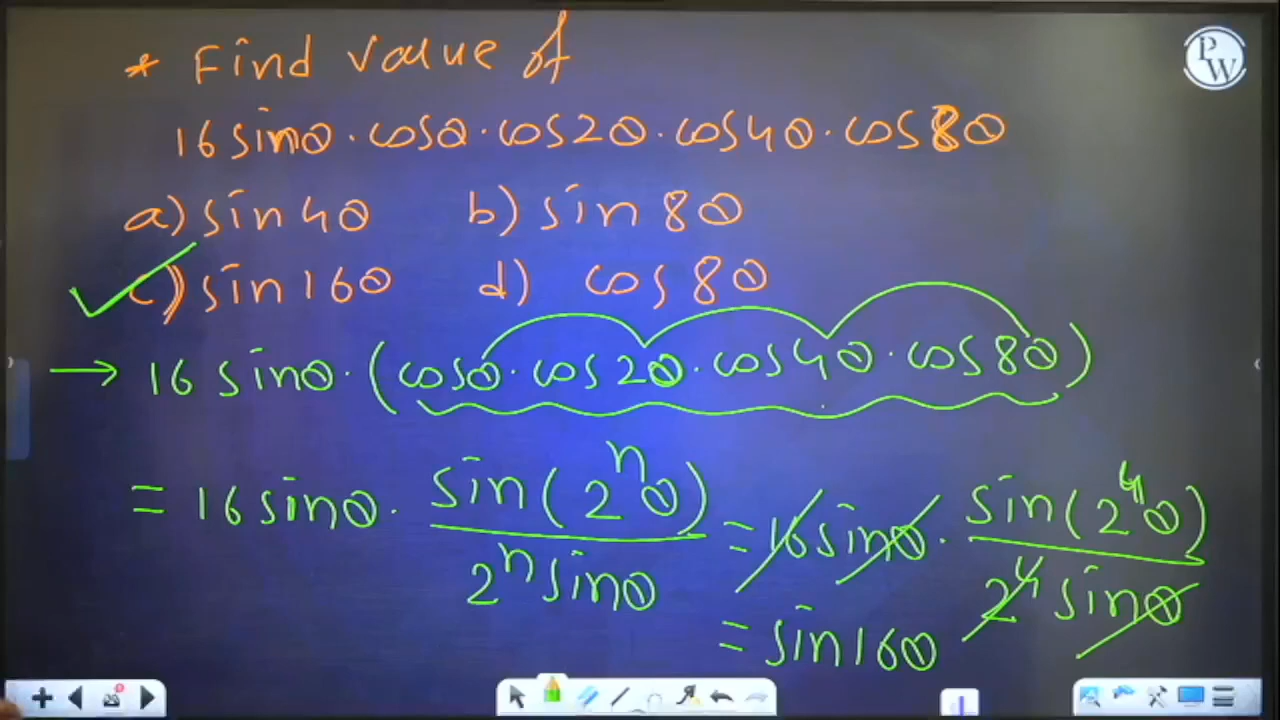 PW
* Find value of
16 sinθ · cosθ · cos2θ · cos4θ · cos8θ
a) sin4θ b) sin8θ
c) sin16θ d) cos8θ
→ 16 sinθ · (cosθ · cos2θ · cos4θ · cos8θ)
= 16 sinθ · sin(2ⁿθ) / 2ⁿ sinθ = 16 sinθ · sin(2⁴θ) / 2⁴ sinθ
= sin16θ